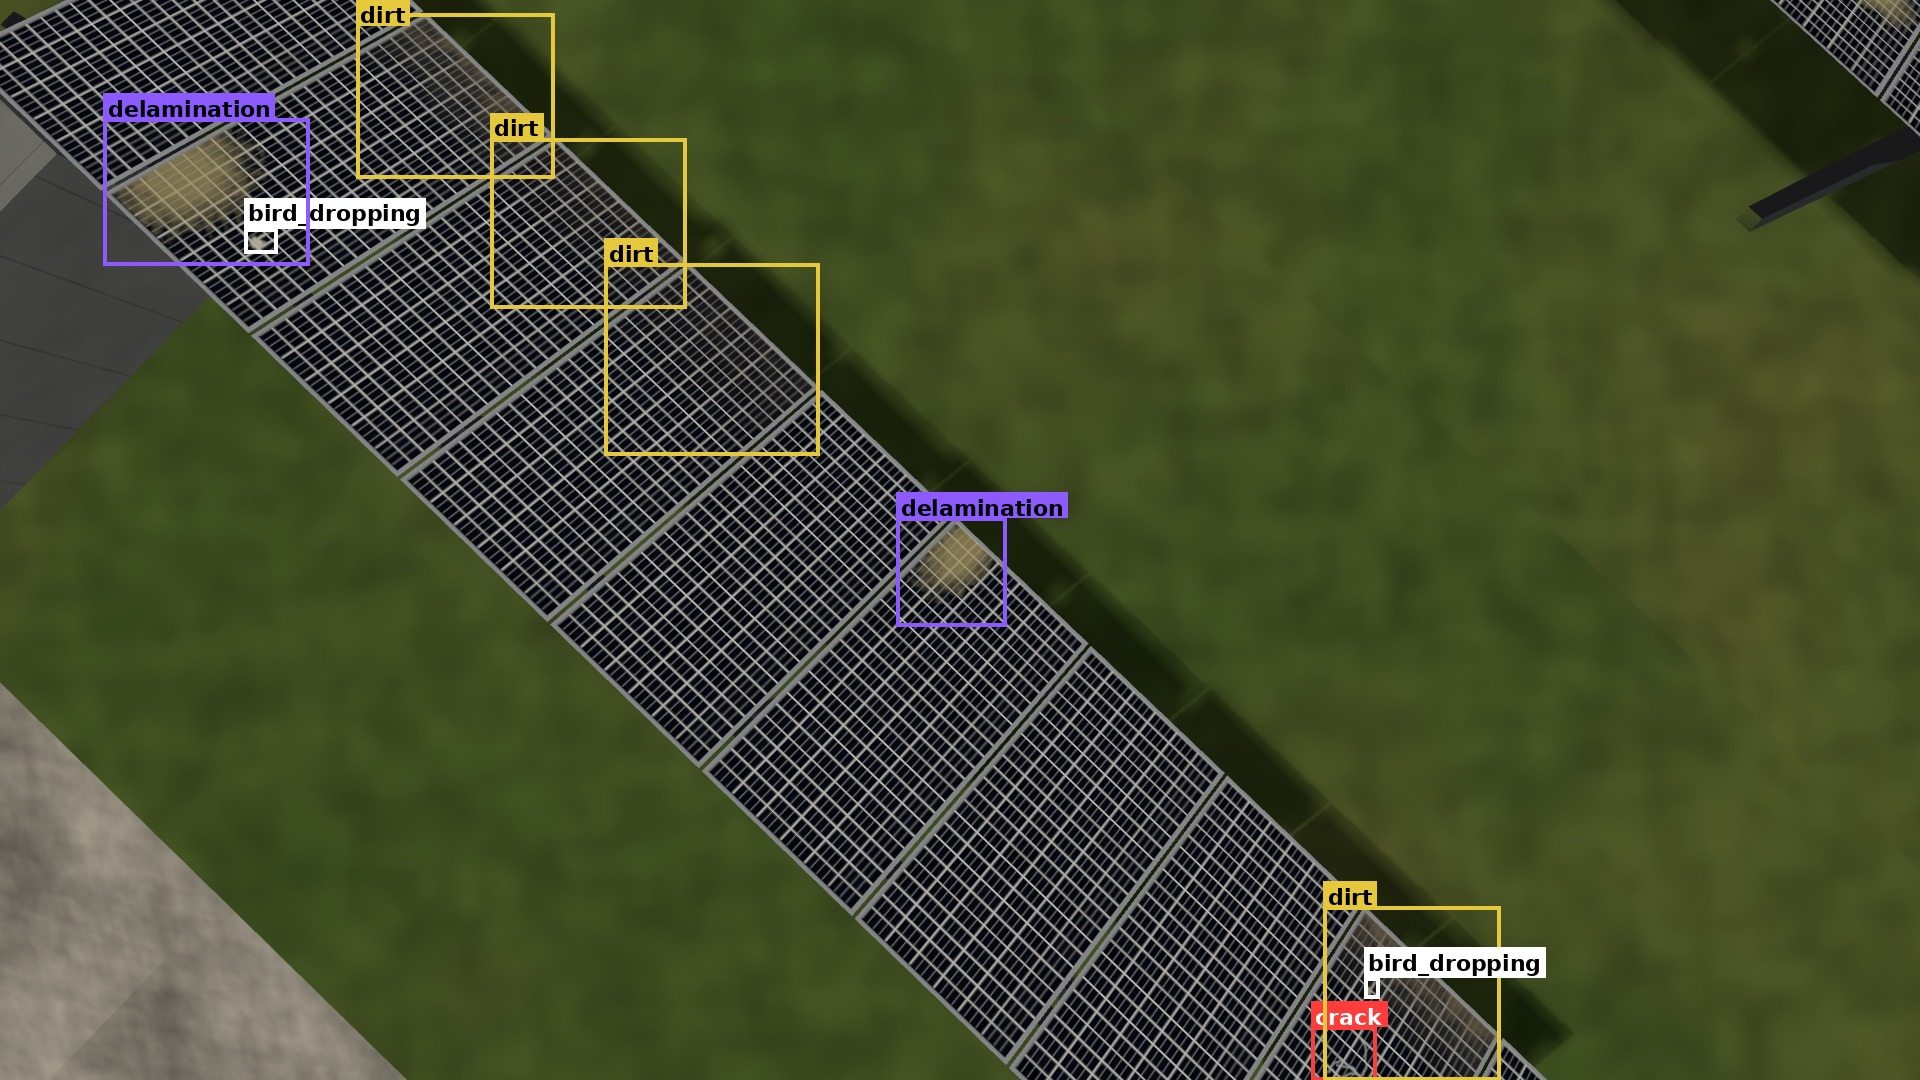 dirt
delamination
dirt
bird_dropping
dirt
delamination
dirt
bird_dropping
crack